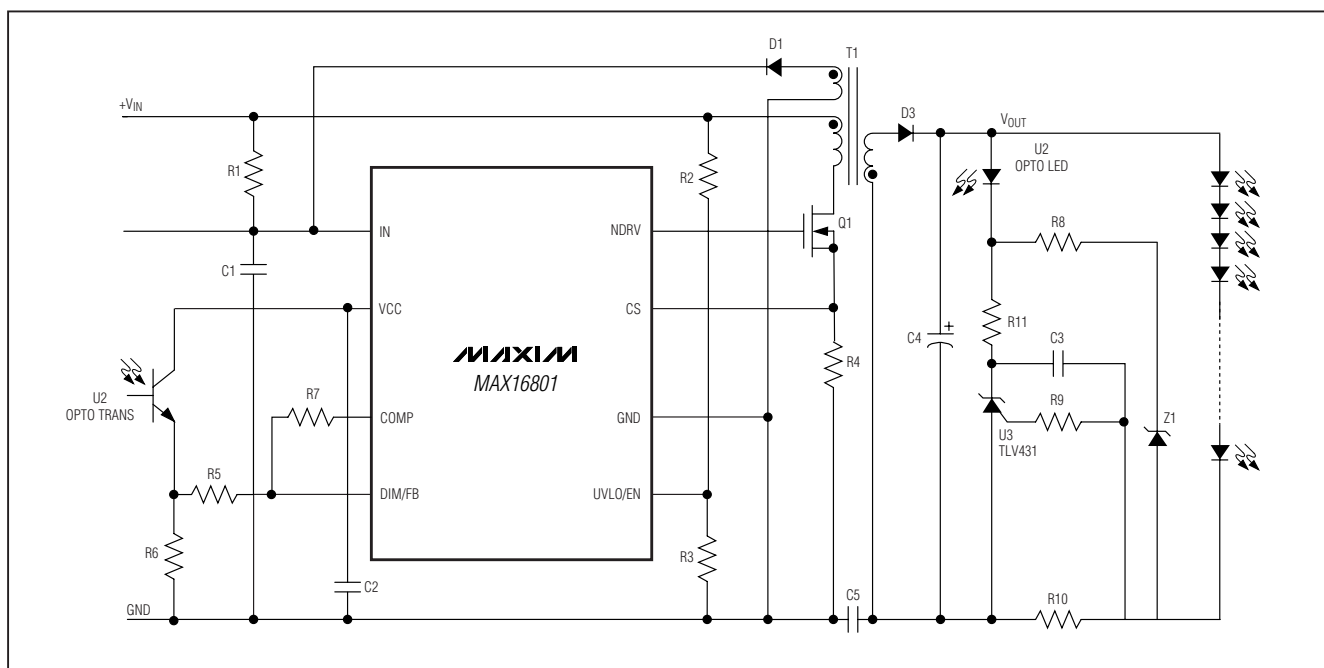 D1
T1
+VIN
D3
VOUT
U2
OPTO LED
R1
R2
IN
NDRV
Q1
R8
C1
VCC
CS
R11
C3
C4
R4
MAXIM
MAX16801
U2
OPTO TRANS
R7
COMP
GND
R9
Z1
U3
TLV431
R5
DIM/FB
UVLO/EN
R6
R3
C2
C5
R10
GND